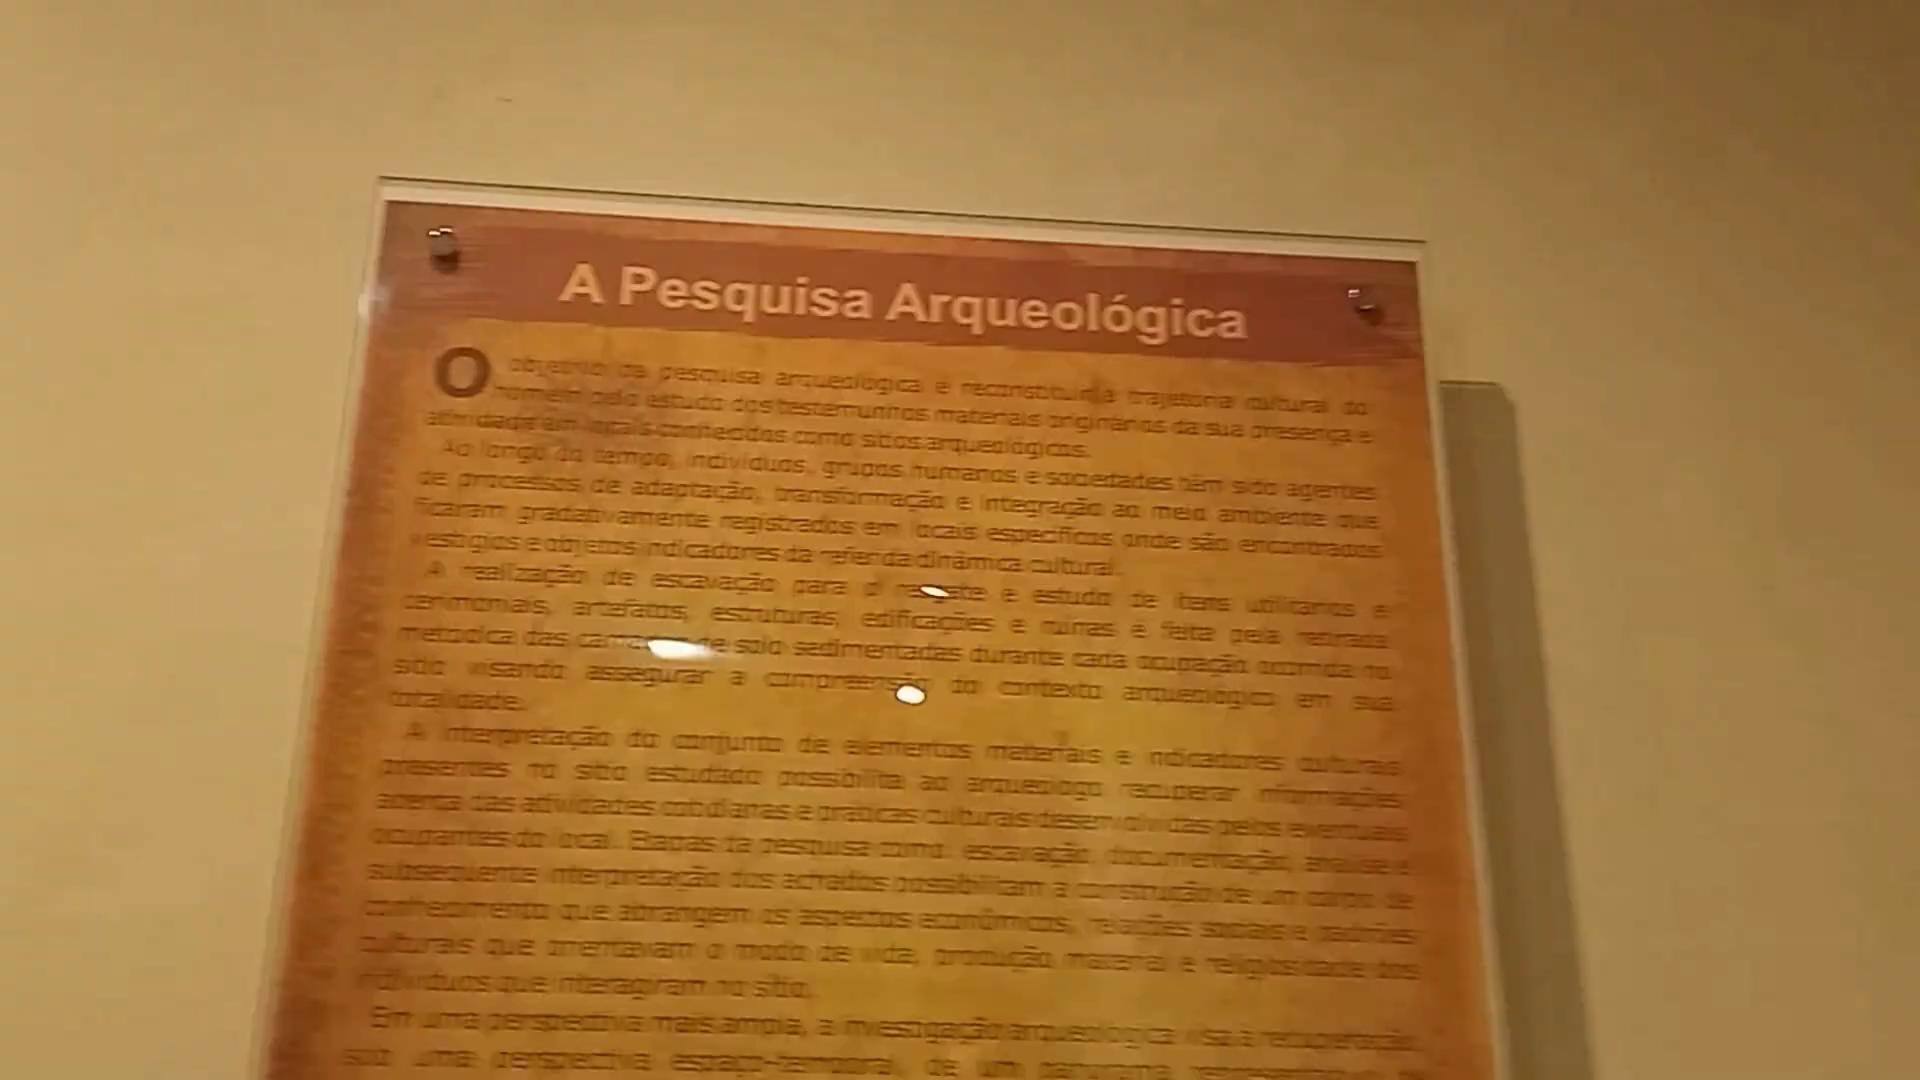 A Pesquisa Arqueológica
O objetivo da pesquisa arqueológica é reconstituir a trajetória cultural do
homem pelo estudo dos testemunhos materiais originários da sua presença e
atividade em locais conhecidos como sítios arqueológicos.
Ao longo do tempo, indivíduos, grupos humanos e sociedades têm sido agentes
de processos de adaptação, transformação e integração ao meio ambiente que
ficaram gradativamente registrados em locais específicos onde são encontrados
vestígios e objetos indicadores da referida dinâmica cultural.
A realização de escavação para o resgate e estudo de itens utilitários e
cerimoniais, artefatos, estruturas, edificações e ruínas é feita pela retirada
metódica das camadas de solo sedimentadas durante cada ocupação ocorrida no
sítio visando assegurar a compreensão do contexto arqueológico em sua
totalidade.
A interpretação do conjunto de elementos materiais e indicadores culturais
presentes no sítio estudado possibilita ao arqueólogo recuperar informações
acerca das atividades cotidianas e práticas culturais desenvolvidas pelos eventuais
ocupantes do local. Etapas da pesquisa como: escavação, documentação, análise e
subsequente interpretação dos achados possibilitam a construção de um corpo de
conhecimento que abrangem os aspectos econômicos, relações sociais e padrões
culturais que orientavam o modo de vida, produção material e religiosidade dos
indivíduos que interagiram no sítio.
Em uma perspectiva mais ampla, a investigação arqueológica visa a recuperação,
sob uma perspectiva espaço-temporal, de um panorama